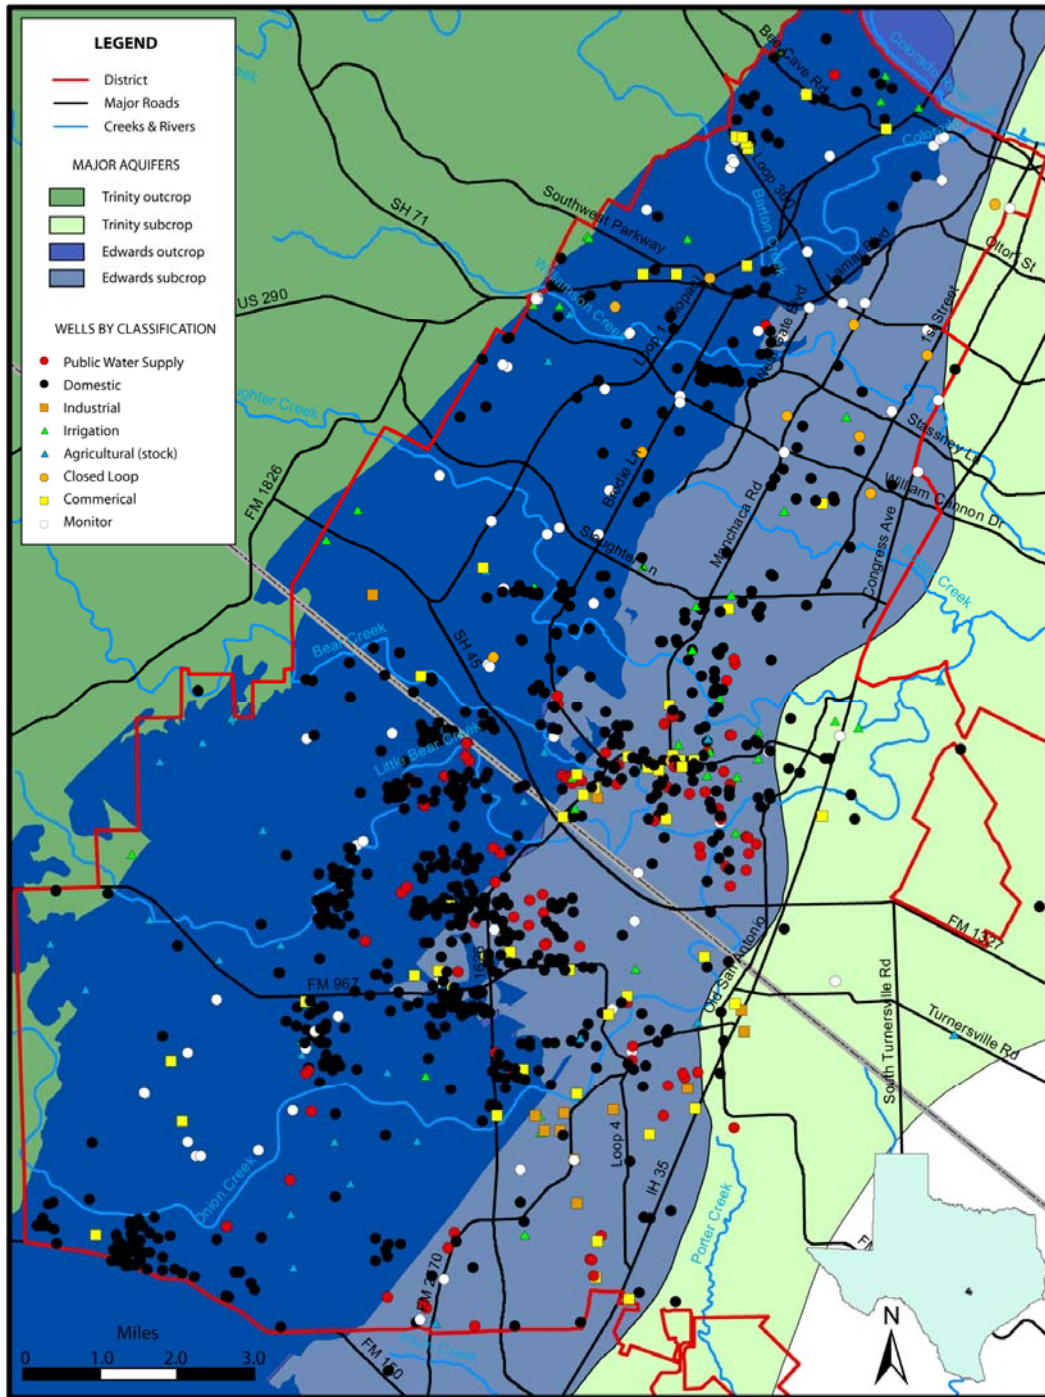 LEGEND
District
Major Roads
Creeks & Rivers
MAJOR AQUIFERS
Trinity outcrop
Trinity subcrop
Edwards outcrop
Edwards subcrop
WELLS BY CLASSIFICATION
Public Water Supply
Domestic
Industrial
Irrigation
Agricultural (stock)
Closed Loop
Commerical
Monitor
Bee Cave Rd
Colorado River
Loop 360
Barton Creek
Southwest Parkway
SH 71
Williamson Creek
US 290
Lamar Blvd
Oltorf St
1st Street
Loop 1 (Mopac)
West Gate Blvd
Stassney Ln
William Cannon Dr
Brodie Ln
Manchaca Rd
Congress Ave
Slaughter Ln
FM 1826
Bear Creek
SH 45
Little Bear Creek
Old San Antonio
FM 1327
1626
FM 967
South Turnersville Rd
Turnersville Rd
Onion Creek
Loop 4
IH 35
Porter Creek
FM 150
Miles
0 1.0 2.0 3.0
N